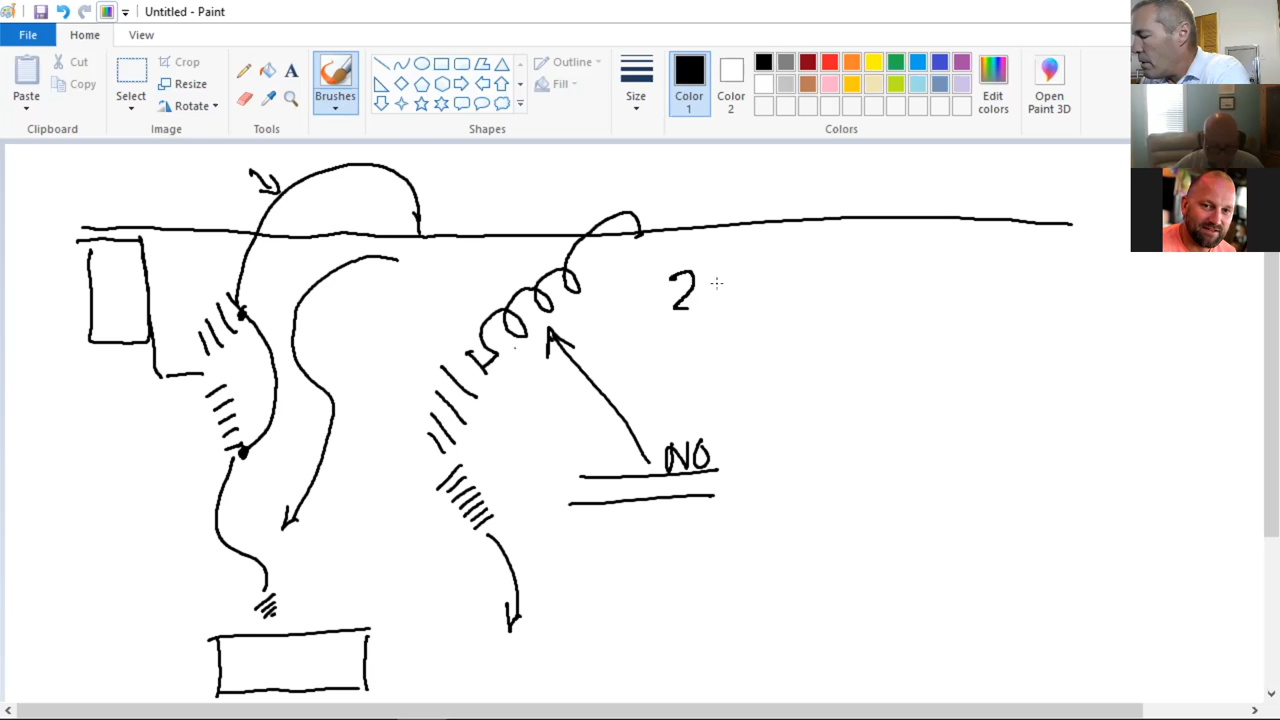 Untitled - Paint
File
Home
View
Paste
Cut
Copy
Clipboard
Select
Crop
Resize
Rotate
Image
A
Tools
Brushes
Outline
Fill
Shapes
Size
Color 1
Color 2
Edit colors
Colors
Open Paint 3D
2
NO